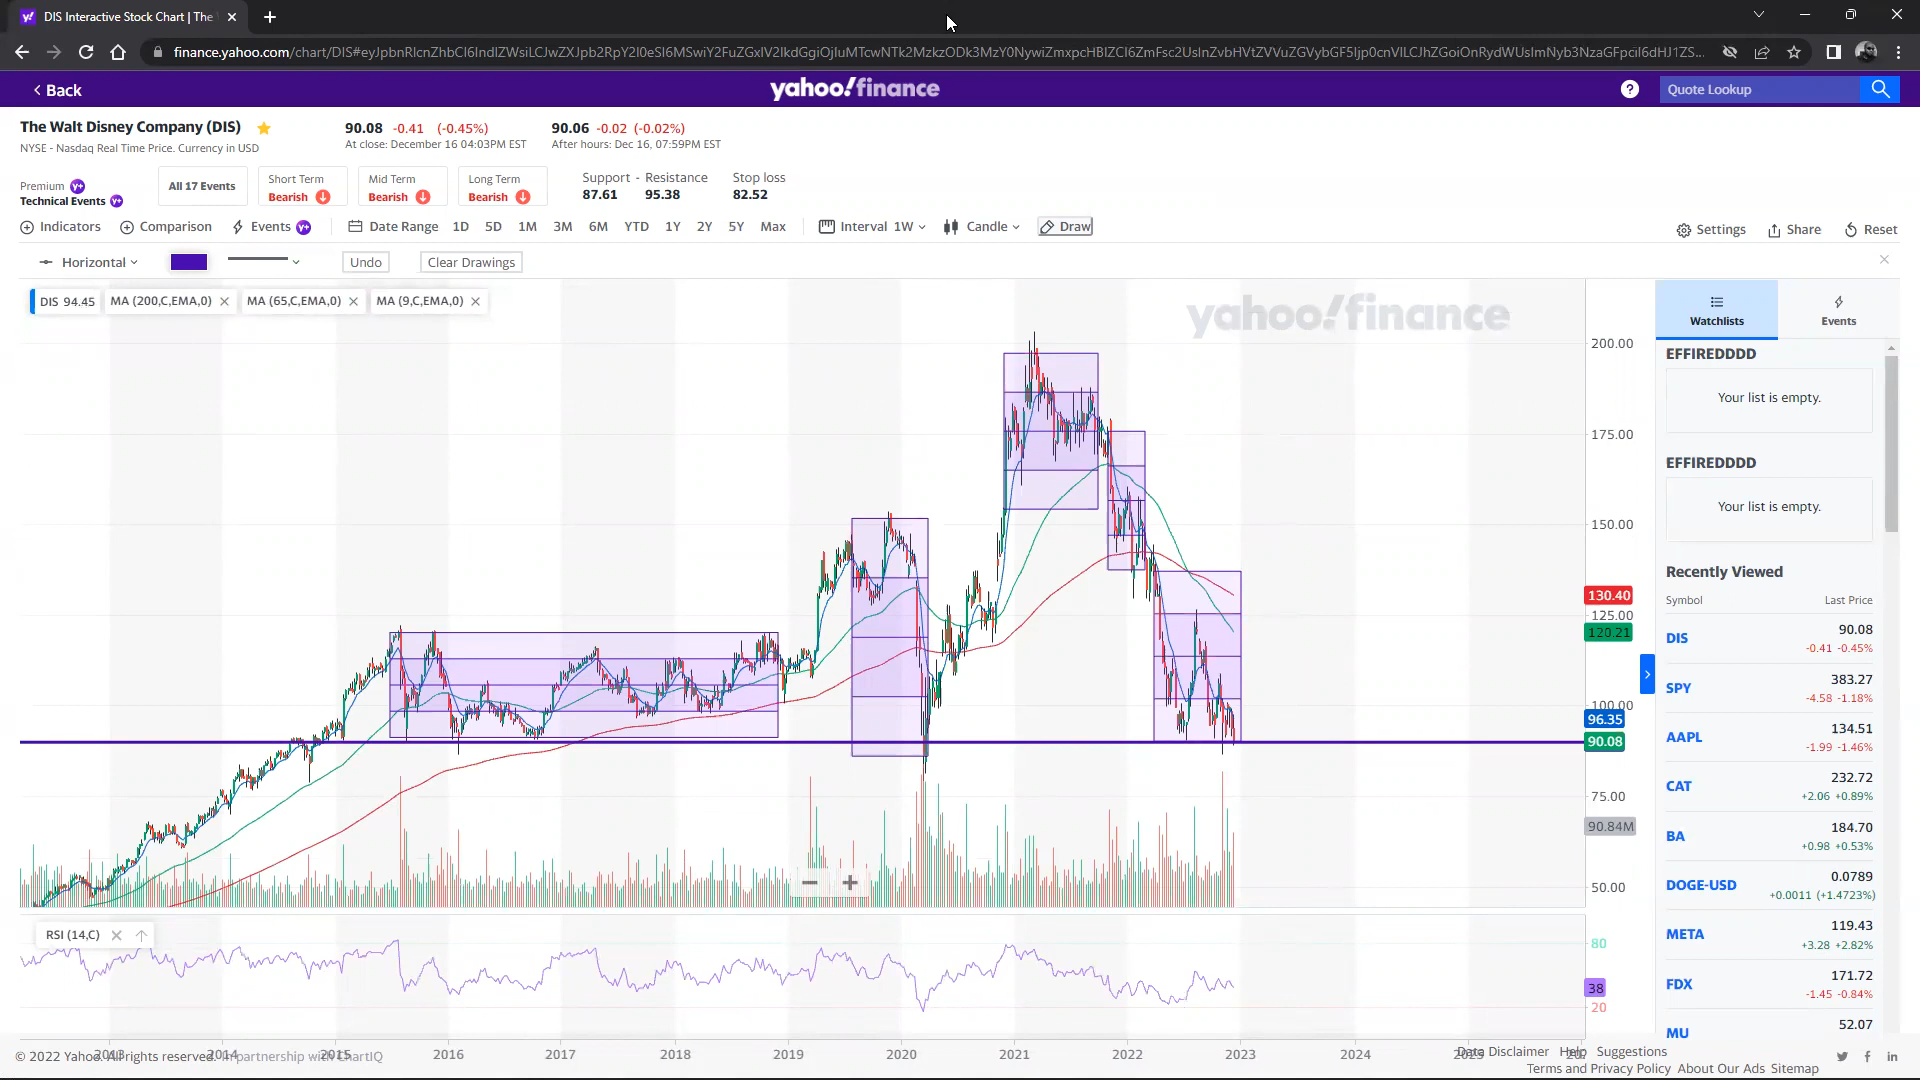 DIS Interactive Stock Chart | The
finance.yahoo.com
Back
yahoo!finance
Quote Lookup
The Walt Disney Company (DIS)
NYSE - Nasdaq Real Time Price. Currency in USD
90.08 -0.41 (-0.45%)
At close: December 16 04:03PM EST
90.06 -0.02 (-0.02%)
After hours: Dec 16, 07:59PM EST
Premium
Technical Events
All 17 Events
Short Term
Bearish
Mid Term
Bearish
Long Term
Bearish
Support - Resistance
87.61 95.38
Stop loss
82.52
Indicators Comparison Events Date Range 1D 5D 1M 3M 6M YTD 1Y 2Y 5Y Max Interval 1W Candle Draw
Settings Share Reset
Horizontal Undo Clear Drawings
DIS 94.45 MA (200,C,EMA,0) MA (65,C,EMA,0) MA (9,C,EMA,0)
yahoo!finance
200.00
175.00
150.00
130.40
125.00
120.21
100.00
96.35
90.08
75.00
90.84M
50.00
RSI (14,C)
80
38
20
2013 2014 2015 2016 2017 2018 2019 2020 2021 2022 2023 2024 2025
Watchlists
Events
EFFIREDDDD
Your list is empty.
EFFIREDDDD
Your list is empty.
Recently Viewed
Symbol Last Price
DIS 90.08
-0.41 -0.45%
SPY 383.27
-4.58 -1.18%
AAPL 134.51
-1.99 -1.46%
CAT 232.72
+2.06 +0.89%
BA 184.70
+0.98 +0.53%
DOGE-USD 0.0789
+0.0011 (+1.4723%)
META 119.43
+3.28 +2.82%
FDX 171.72
-1.45 -0.84%
MU 52.07
© 2022 Yahoo. All rights reserved. In partnership with ChartIQ
Data Disclaimer Help Suggestions
Terms and Privacy Policy About Our Ads Sitemap